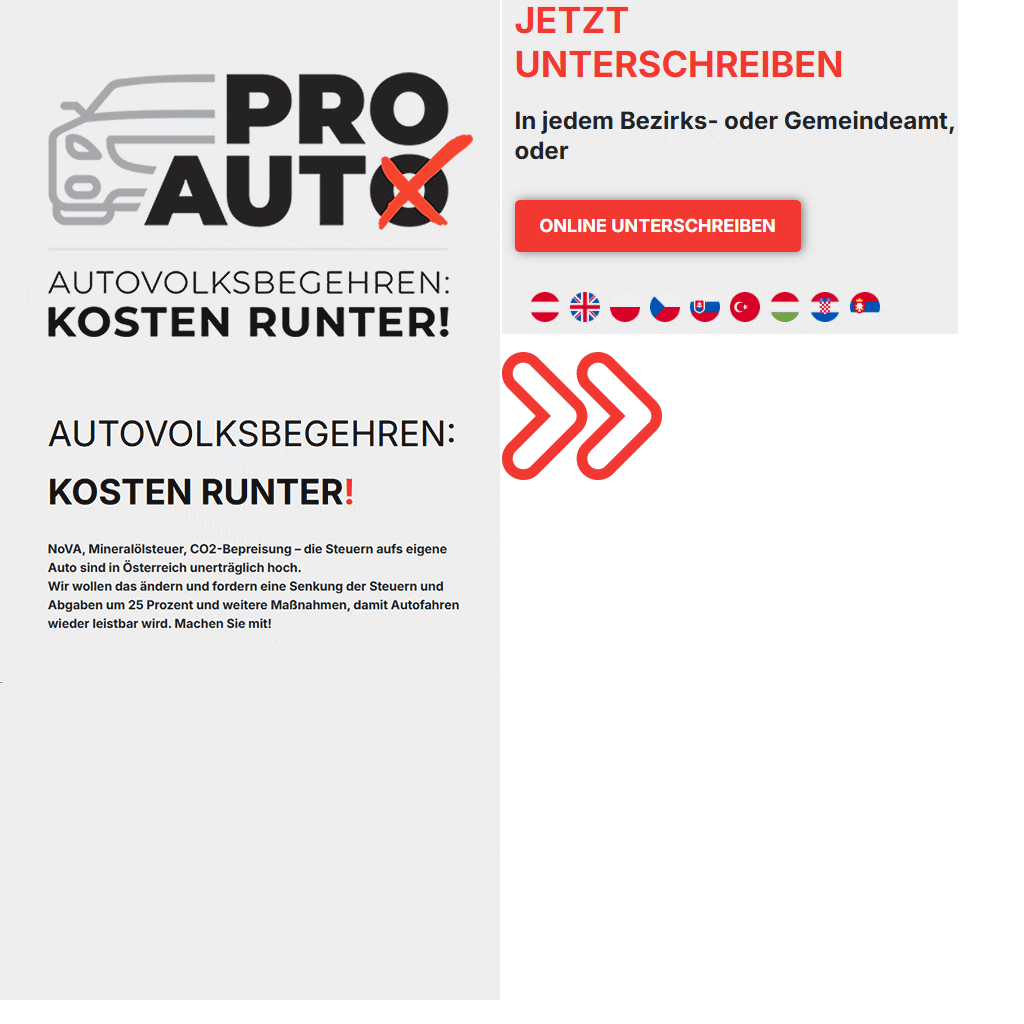 PRO
AUTO
AUTOVOLKSBEGEHREN:
KOSTEN RUNTER!
AUTOVOLKSBEGEHREN:
KOSTEN RUNTER!
NoVA, Mineralölsteuer, CO2-Bepreisung – die Steuern aufs eigene
Auto sind in Österreich unerträglich hoch.
Wir wollen das ändern und fordern eine Senkung der Steuern und
Abgaben um 25 Prozent und weitere Maßnahmen, damit Autofahren
wieder leistbar wird. Machen Sie mit!
JETZT
UNTERSCHREIBEN
In jedem Bezirks- oder Gemeindeamt,
oder
ONLINE UNTERSCHREIBEN